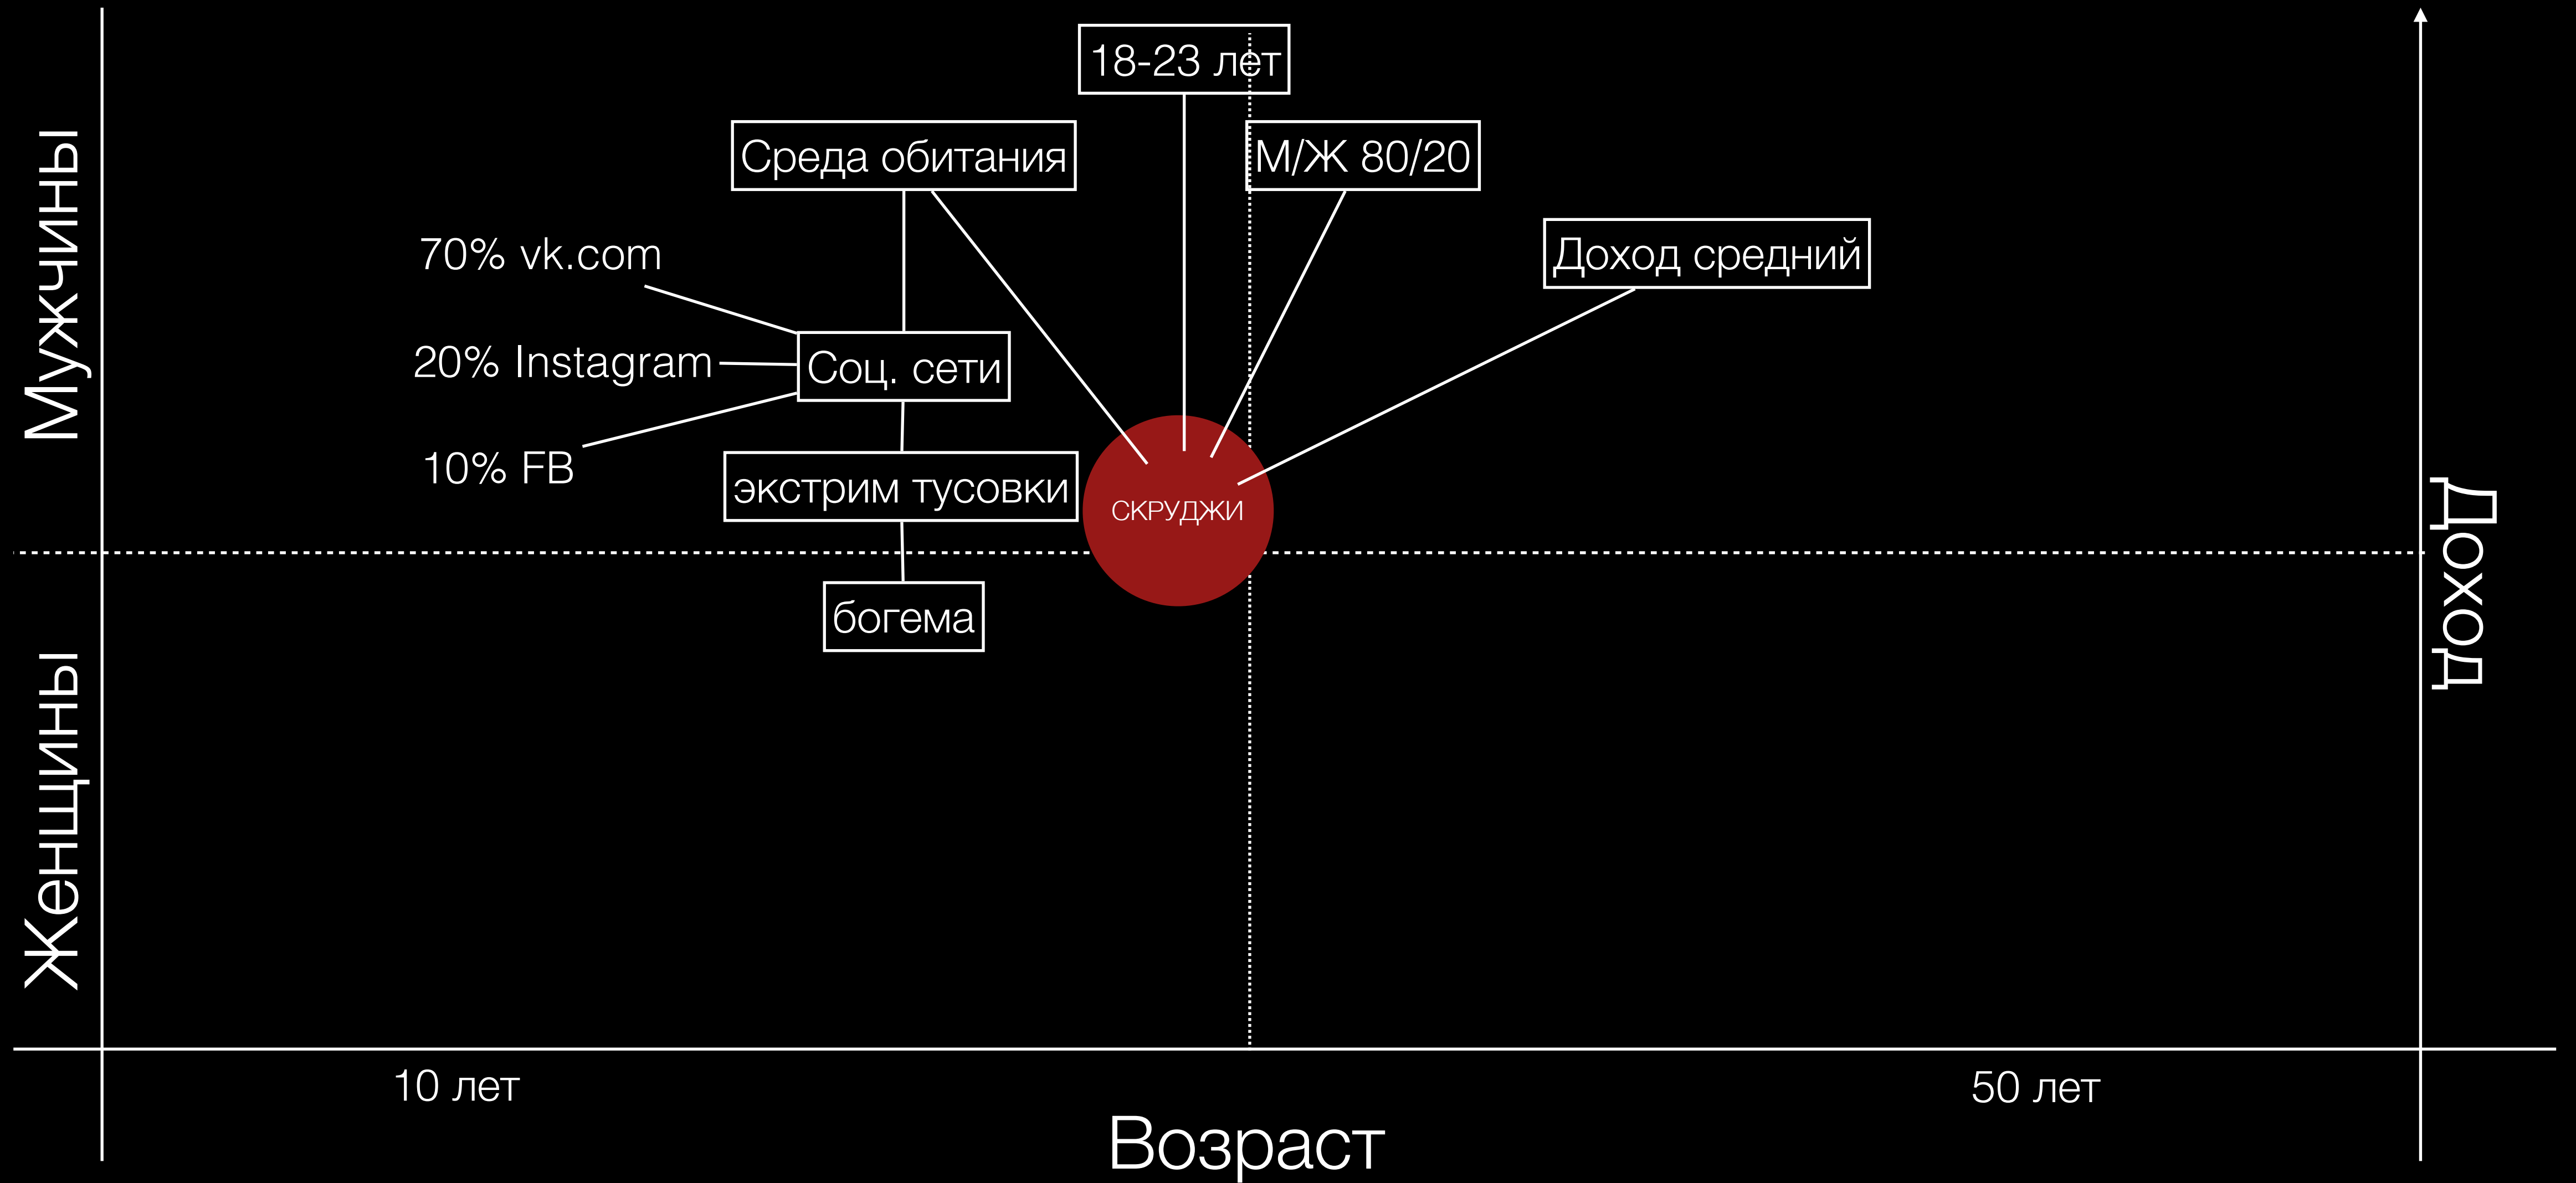 18-23 лет
Среда обитания
М/Ж 80/20
Доход средний
70% vk.com
20% Instagram
10% FB
Соц. сети
экстрим тусовки
СКРУДЖИ
богема
Мужчины
Женщины
Доход
10 лет
50 лет
Возраст